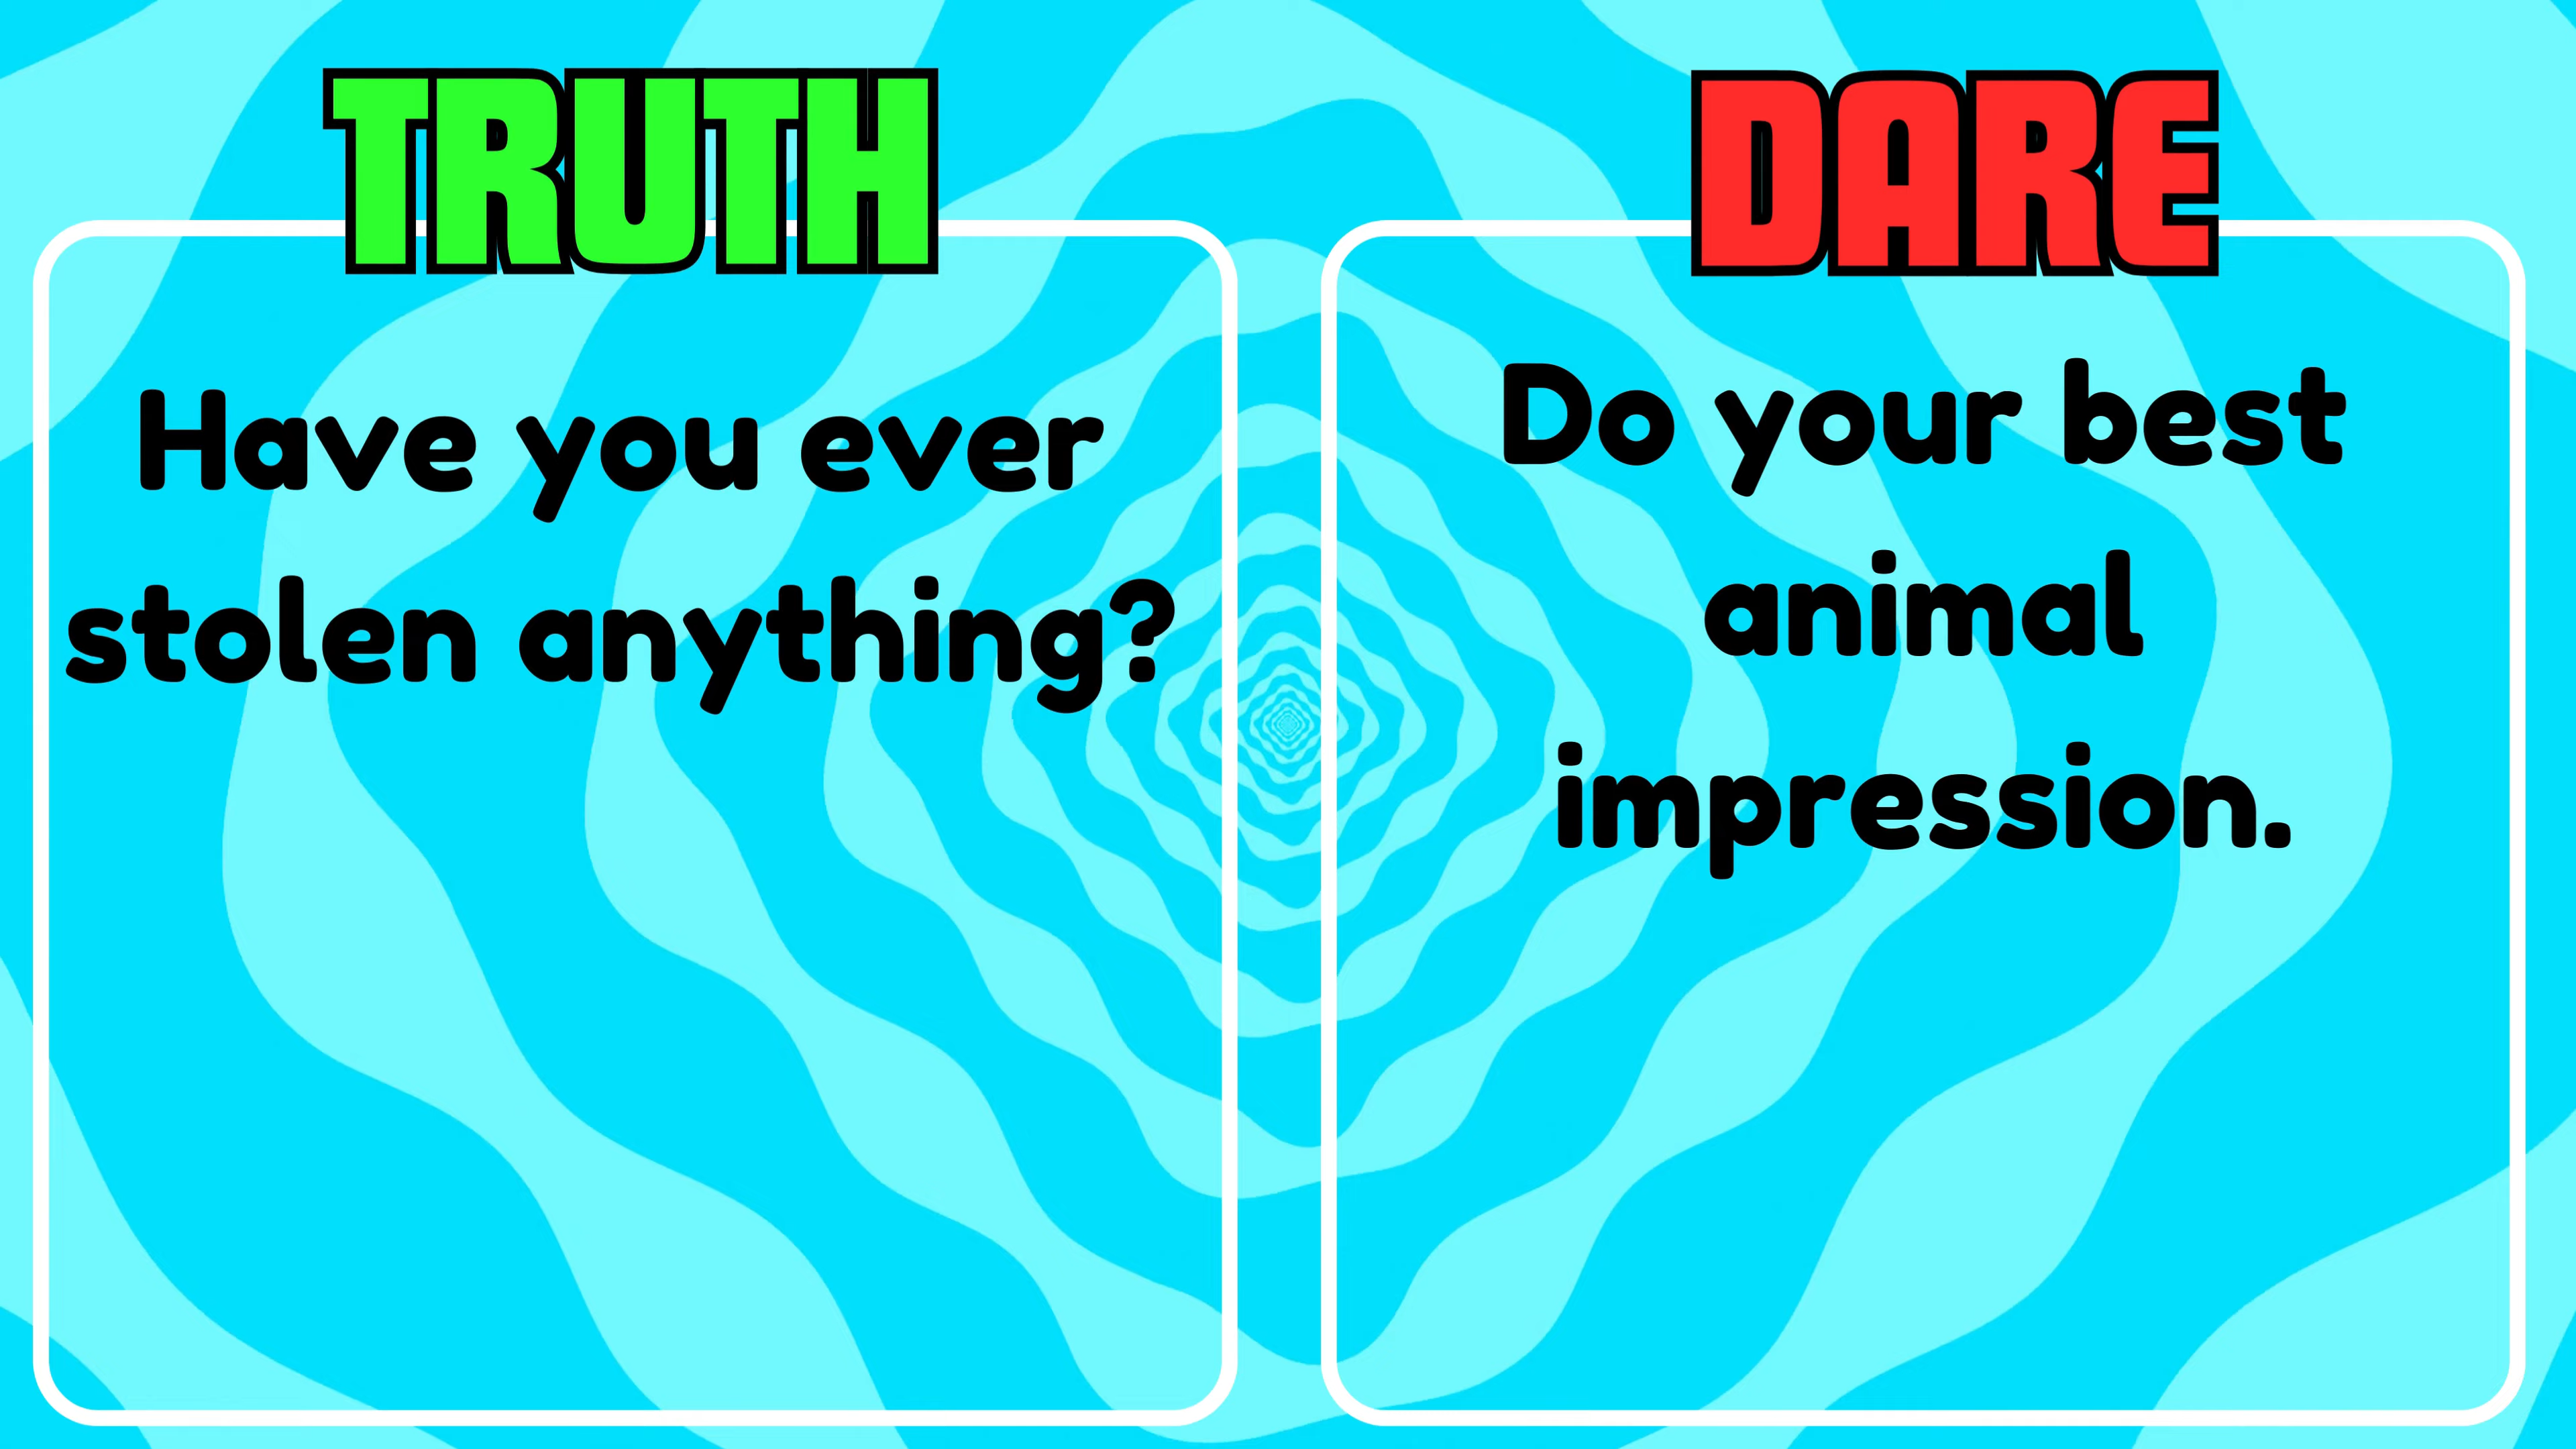 TRUTH
Have you ever
stolen anything?
DARE
Do your best
animal
impression.